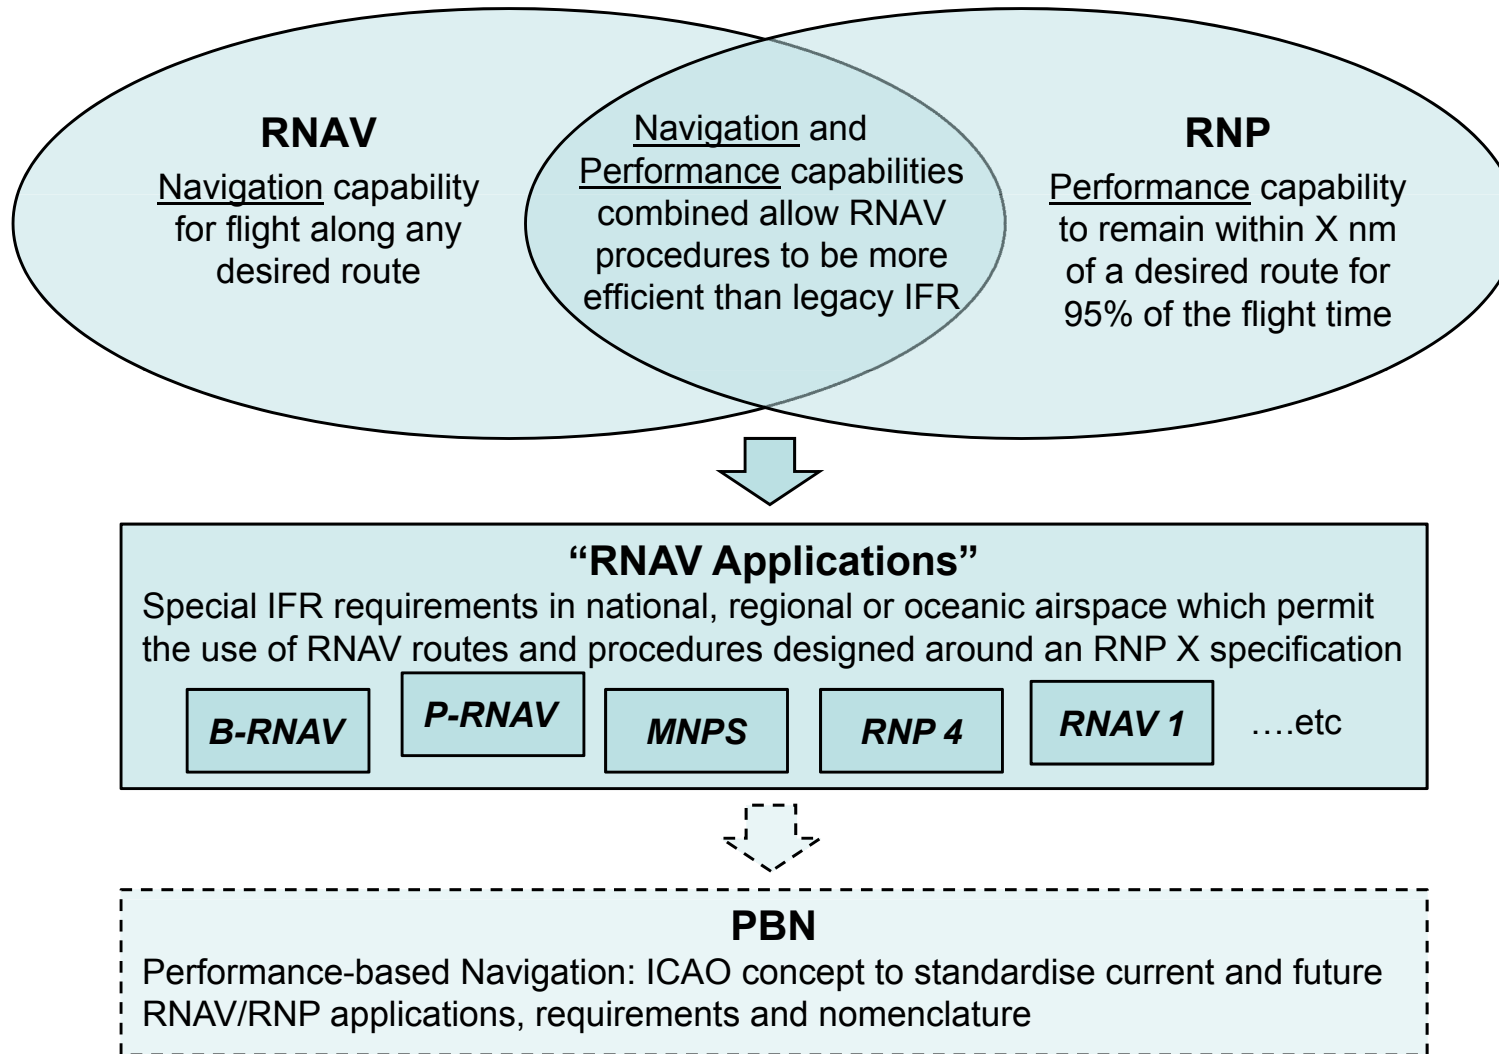 RNAV
Navigation capability
for flight along any
desired route
Navigation and
Performance capabilities
combined allow RNAV
procedures to be more
efficient than legacy IFR
RNP
Performance capability
to remain within X nm
of a desired route for
95% of the flight time
“RNAV Applications”
Special IFR requirements in national, regional or oceanic airspace which permit
the use of RNAV routes and procedures designed around an RNP X specification
B-RNAV
P-RNAV
MNPS
RNP 4
RNAV 1
….etc
PBN
Performance-based Navigation: ICAO concept to standardise current and future
RNAV/RNP applications, requirements and nomenclature